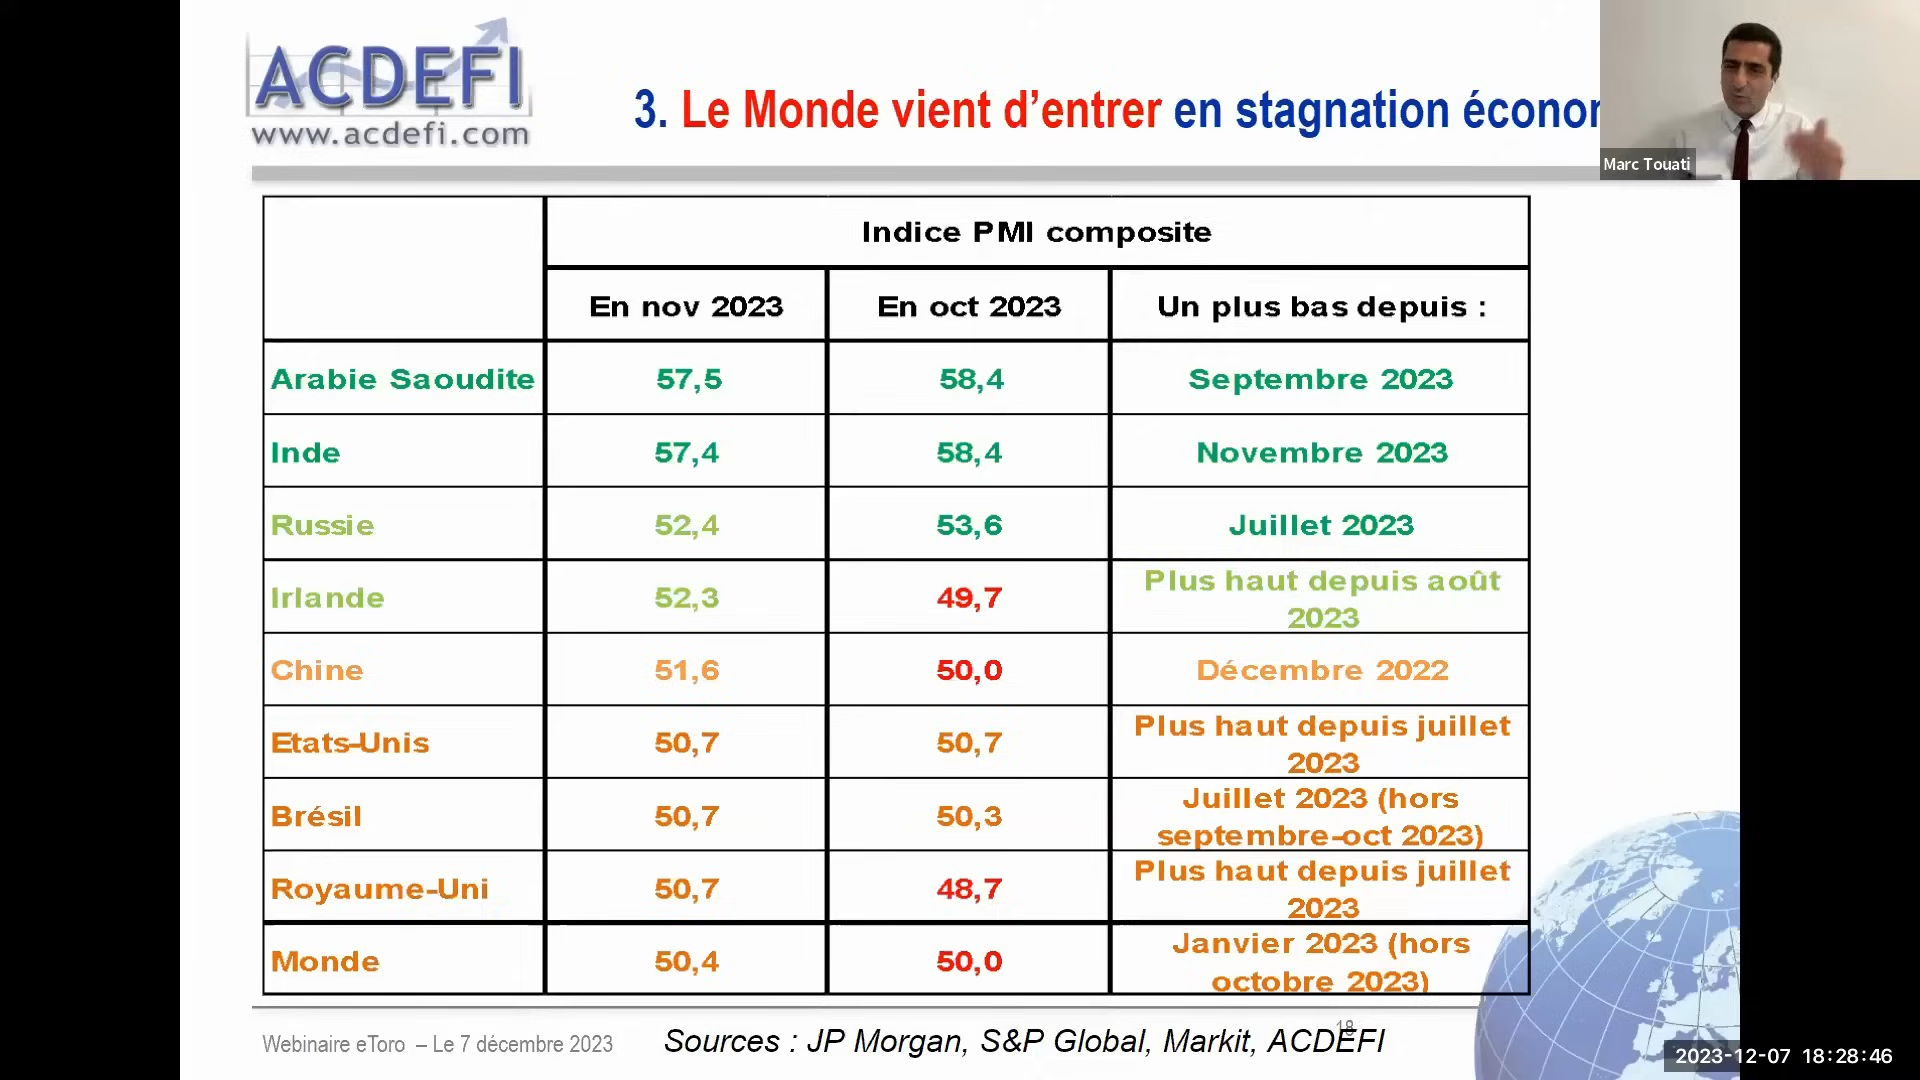 ACDEFI
www.acdefi.com
3. Le Monde vient d’entrer en stagnation écono
Marc Touati
Indice PMI composite
En nov 2023 En oct 2023 Un plus bas depuis :
Arabie Saoudite 57,5 58,4 Septembre 2023
Inde 57,4 58,4 Novembre 2023
Russie 52,4 53,6 Juillet 2023
Irlande 52,3 49,7 Plus haut depuis août
2023
Chine 51,6 50,0 Décembre 2022
Etats-Unis 50,7 50,7 Plus haut depuis juillet
2023
Brésil 50,7 50,3 Juillet 2023 (hors
septembre-oct 2023)
Royaume-Uni 50,7 48,7 Plus haut depuis juillet
2023
Monde 50,4 50,0 Janvier 2023 (hors
octobre 2023)
Webinaire eToro – Le 7 décembre 2023
Sources : JP Morgan, S&P Global, Markit, ACDEFI
18
2023-12-07 18:28:46